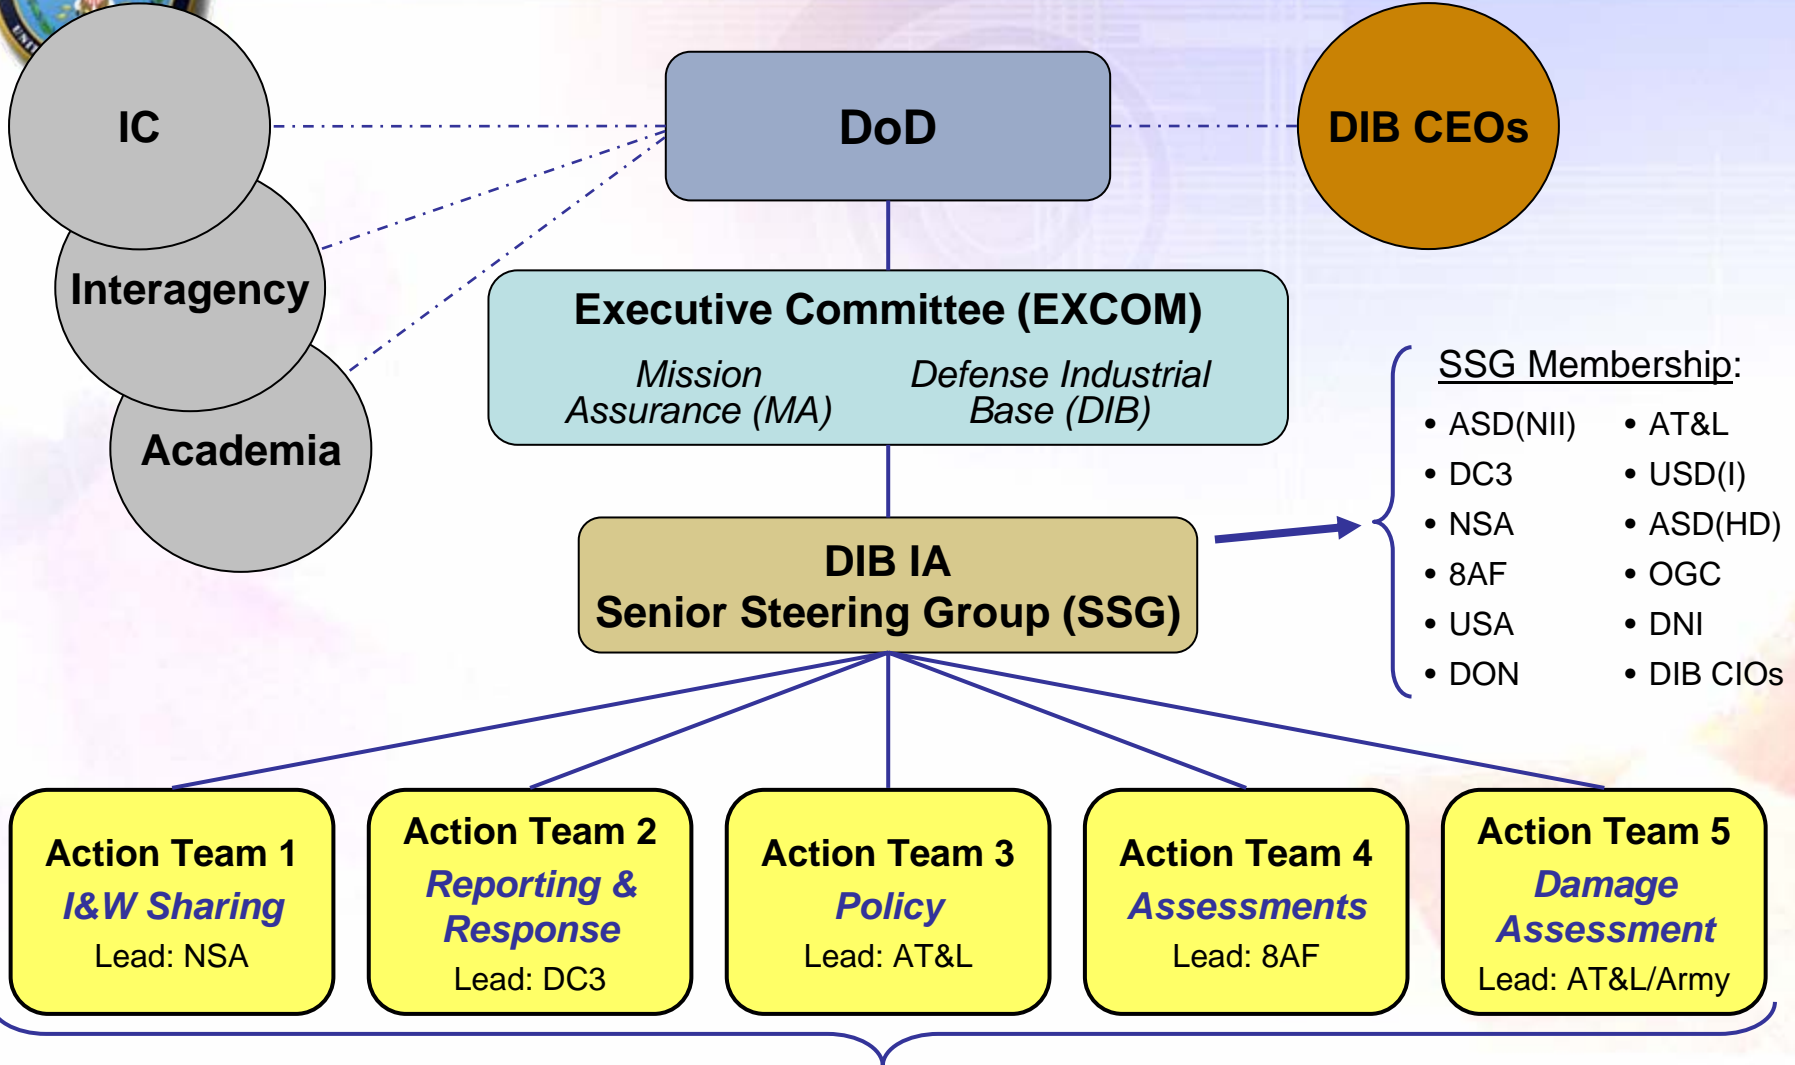 UNIT
IC
DoD
DIB CEOs
Interagency
Academia
Executive Committee (EXCOM)
Mission
Assurance (MA)
Defense Industrial
Base (DIB)
DIB IA
Senior Steering Group (SSG)
SSG Membership:
• ASD(NII)
• DC3
• NSA
• 8AF
• USA
• DON
• AT&L
• USD(I)
• ASD(HD)
• OGC
• DNI
• DIB CIOs
Action Team 1
I&W Sharing
Lead: NSA
Action Team 2
Reporting &
Response
Lead: DC3
Action Team 3
Policy
Lead: AT&L
Action Team 4
Assessments
Lead: 8AF
Action Team 5
Damage
Assessment
Lead: AT&L/Army